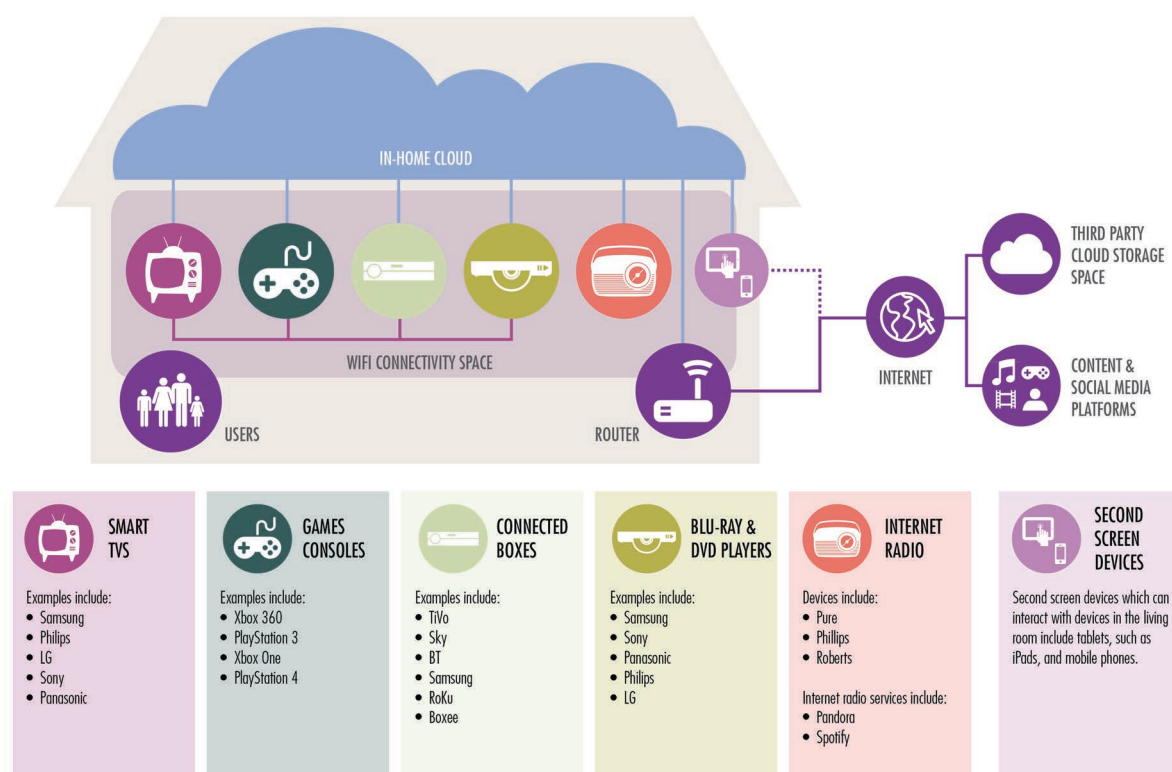 IN-HOME CLOUD
WIFI CONNECTIVITY SPACE
USERS
ROUTER
INTERNET
THIRD PARTY
CLOUD STORAGE
SPACE
CONTENT &
SOCIAL MEDIA
PLATFORMS
SMART
TVS
Examples include:
• Samsung
• Philips
• LG
• Sony
• Panasonic
GAMES
CONSOLES
Examples include:
• Xbox 360
• PlayStation 3
• Xbox One
• PlayStation 4
CONNECTED
BOXES
Examples include:
• TiVo
• Sky
• BT
• Samsung
• RoKu
• Boxee
BLU-RAY &
DVD PLAYERS
Examples include:
• Samsung
• Sony
• Panasonic
• Philips
• LG
INTERNET
RADIO
Devices include:
• Pure
• Phillips
• Roberts
Internet radio services include:
• Pandora
• Spotify
SECOND
SCREEN
DEVICES
Second screen devices which can
interact with devices in the living
room include tablets, such as
iPads, and mobile phones.